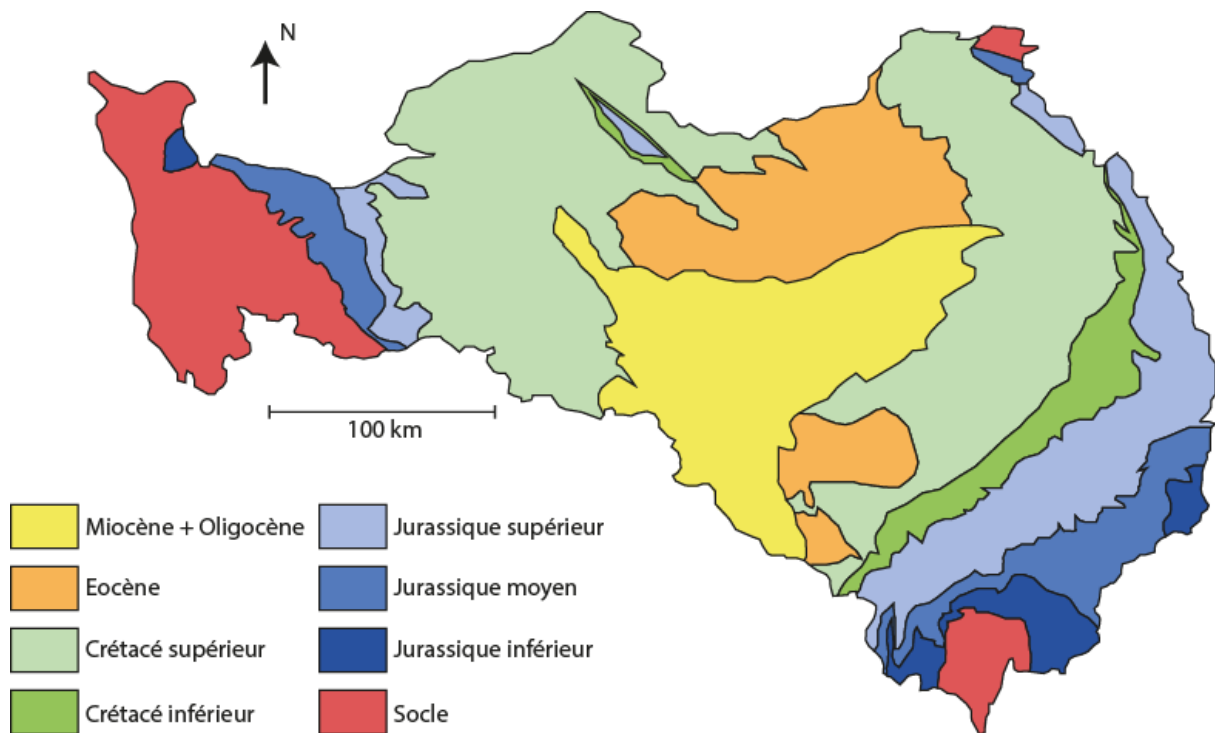 N
100 km
Miocène + Oligocène
Jurassique supérieur
Eocène
Jurassique moyen
Crétacé supérieur
Jurassique inférieur
Crétacé inférieur
Socle